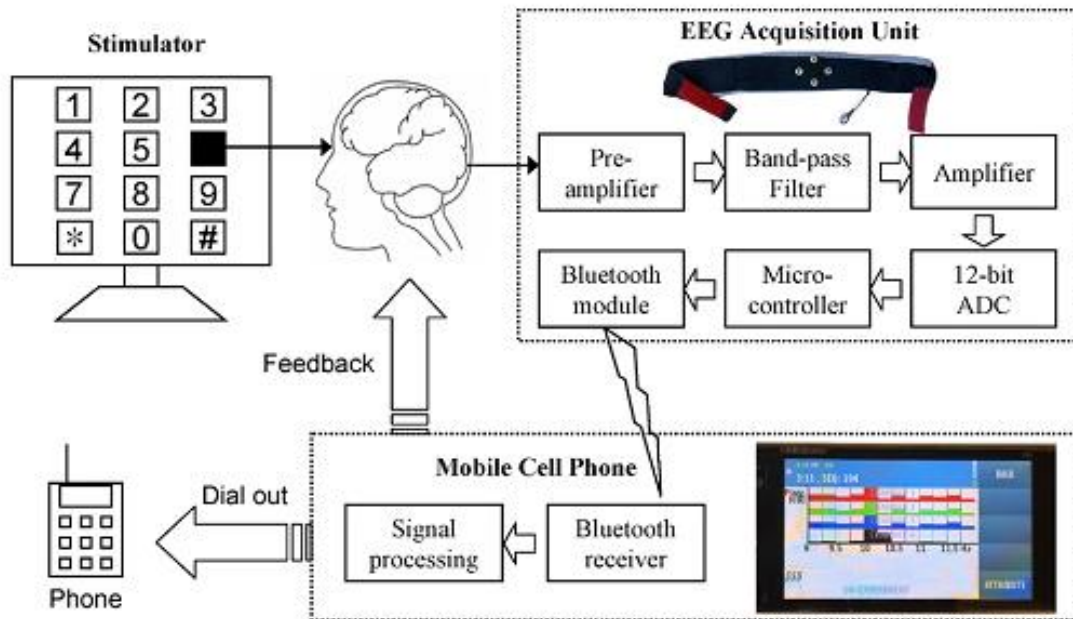 Stimulator
1 2 3
4 5
7 8 9
* 0 #
EEG Acquisition Unit
Pre-
amplifier
Band-pass
Filter
Amplifier
12-bit
ADC
Micro-
controller
Bluetooth
module
Feedback
Mobile Cell Phone
Bluetooth
receiver
Signal
processing
Dial out
Phone